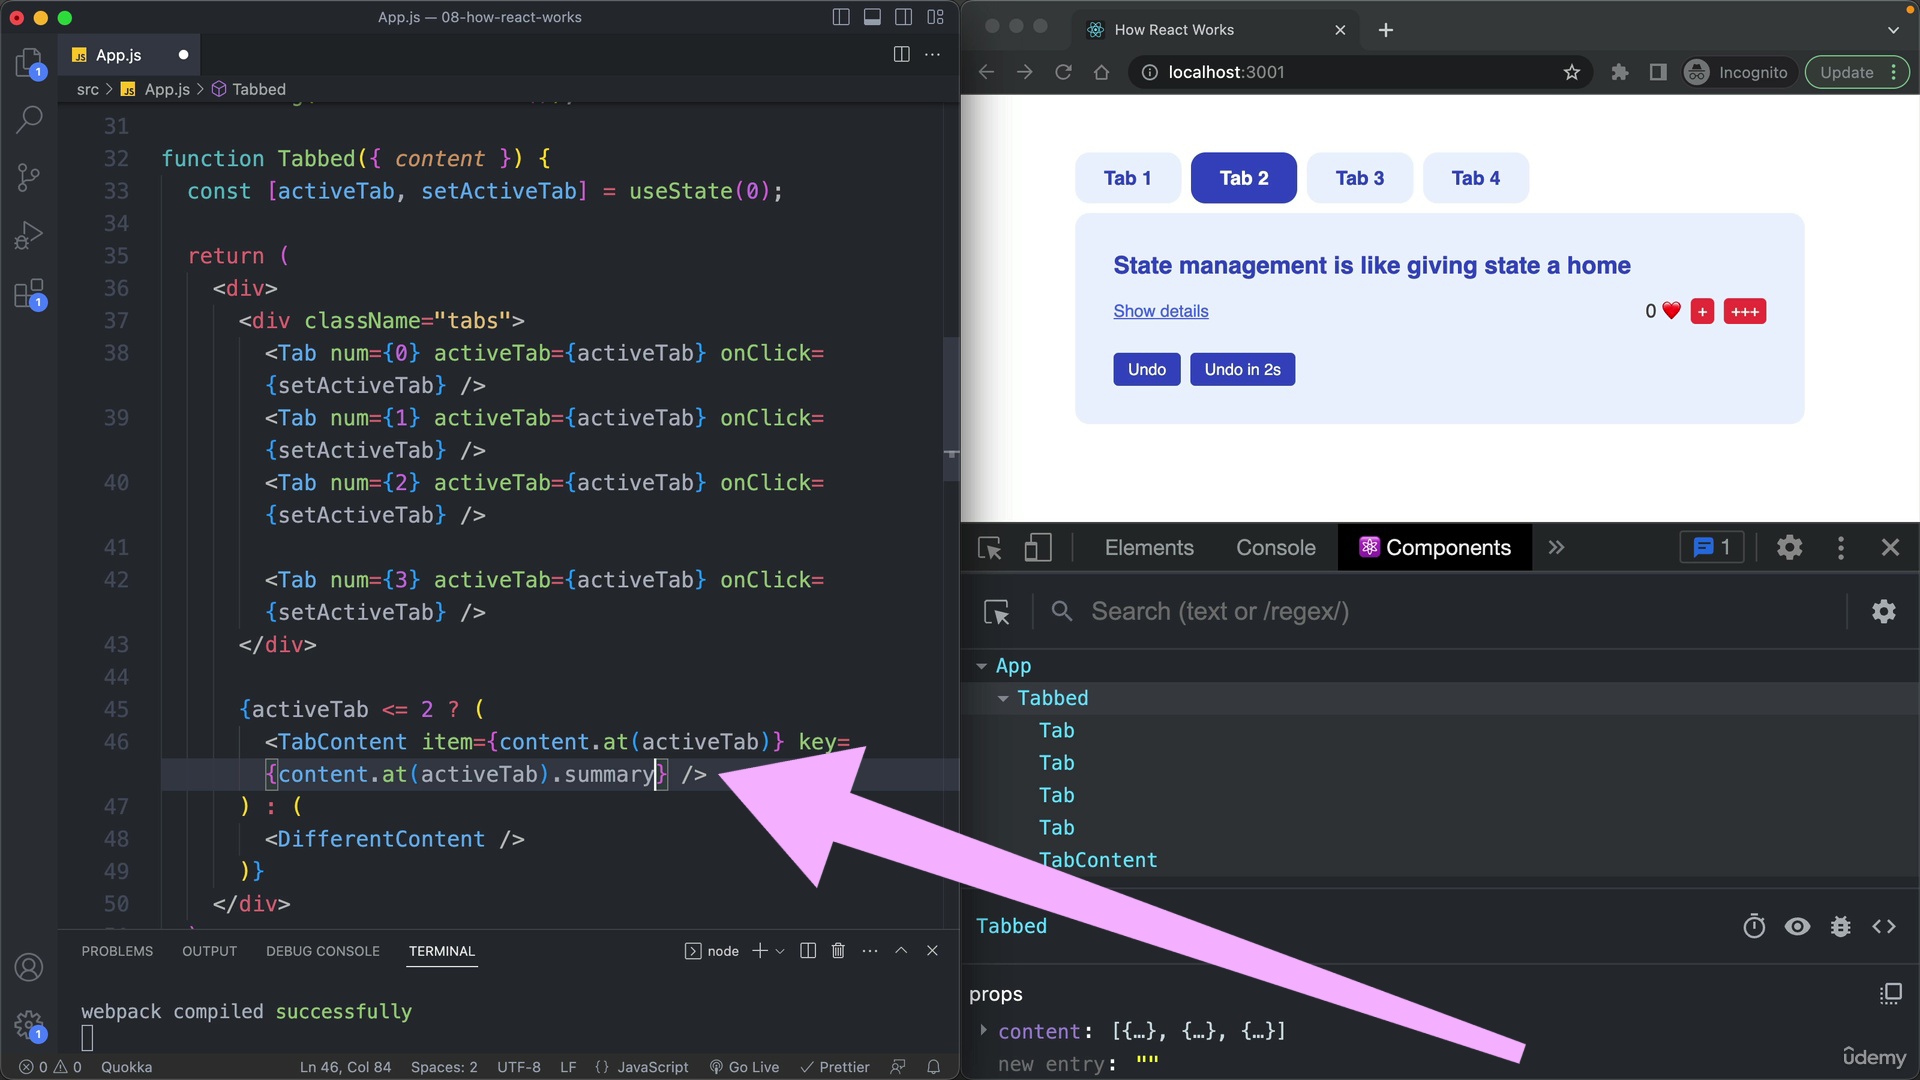 App.js — 08-how-react-works
App.js
src > App.js > Tabbed
31
32 function Tabbed({ content }) {
33 const [activeTab, setActiveTab] = useState(0);
34
35 return (
36 <div>
37 <div className="tabs">
38 <Tab num={0} activeTab={activeTab} onClick=
{setActiveTab} />
39 <Tab num={1} activeTab={activeTab} onClick=
{setActiveTab} />
40 <Tab num={2} activeTab={activeTab} onClick=
{setActiveTab} />
41
42 <Tab num={3} activeTab={activeTab} onClick=
{setActiveTab} />
43 </div>
44
45 {activeTab <= 2 ? (
46 <TabContent item={content.at(activeTab)} key=
{content.at(activeTab).summary} />
47 ) : (
48 <DifferentContent />
49 )}
50 </div>
PROBLEMS OUTPUT DEBUG CONSOLE TERMINAL node
webpack compiled successfully
0 0 Quokka Ln 46, Col 84 Spaces: 2 UTF-8 LF {} JavaScript Go Live Prettier
1
1
1
How React Works
localhost:3001 Incognito Update
Tab 1 Tab 2 Tab 3 Tab 4
State management is like giving state a home
Show details 0 ❤️ + +++
Undo Undo in 2s
Elements Console Components 1
Search (text or /regex/)
App
Tabbed
Tab
Tab
Tab
Tab
TabContent
Tabbed
props
content: [{…}, {…}, {…}]
new entry: ""
ûdemy